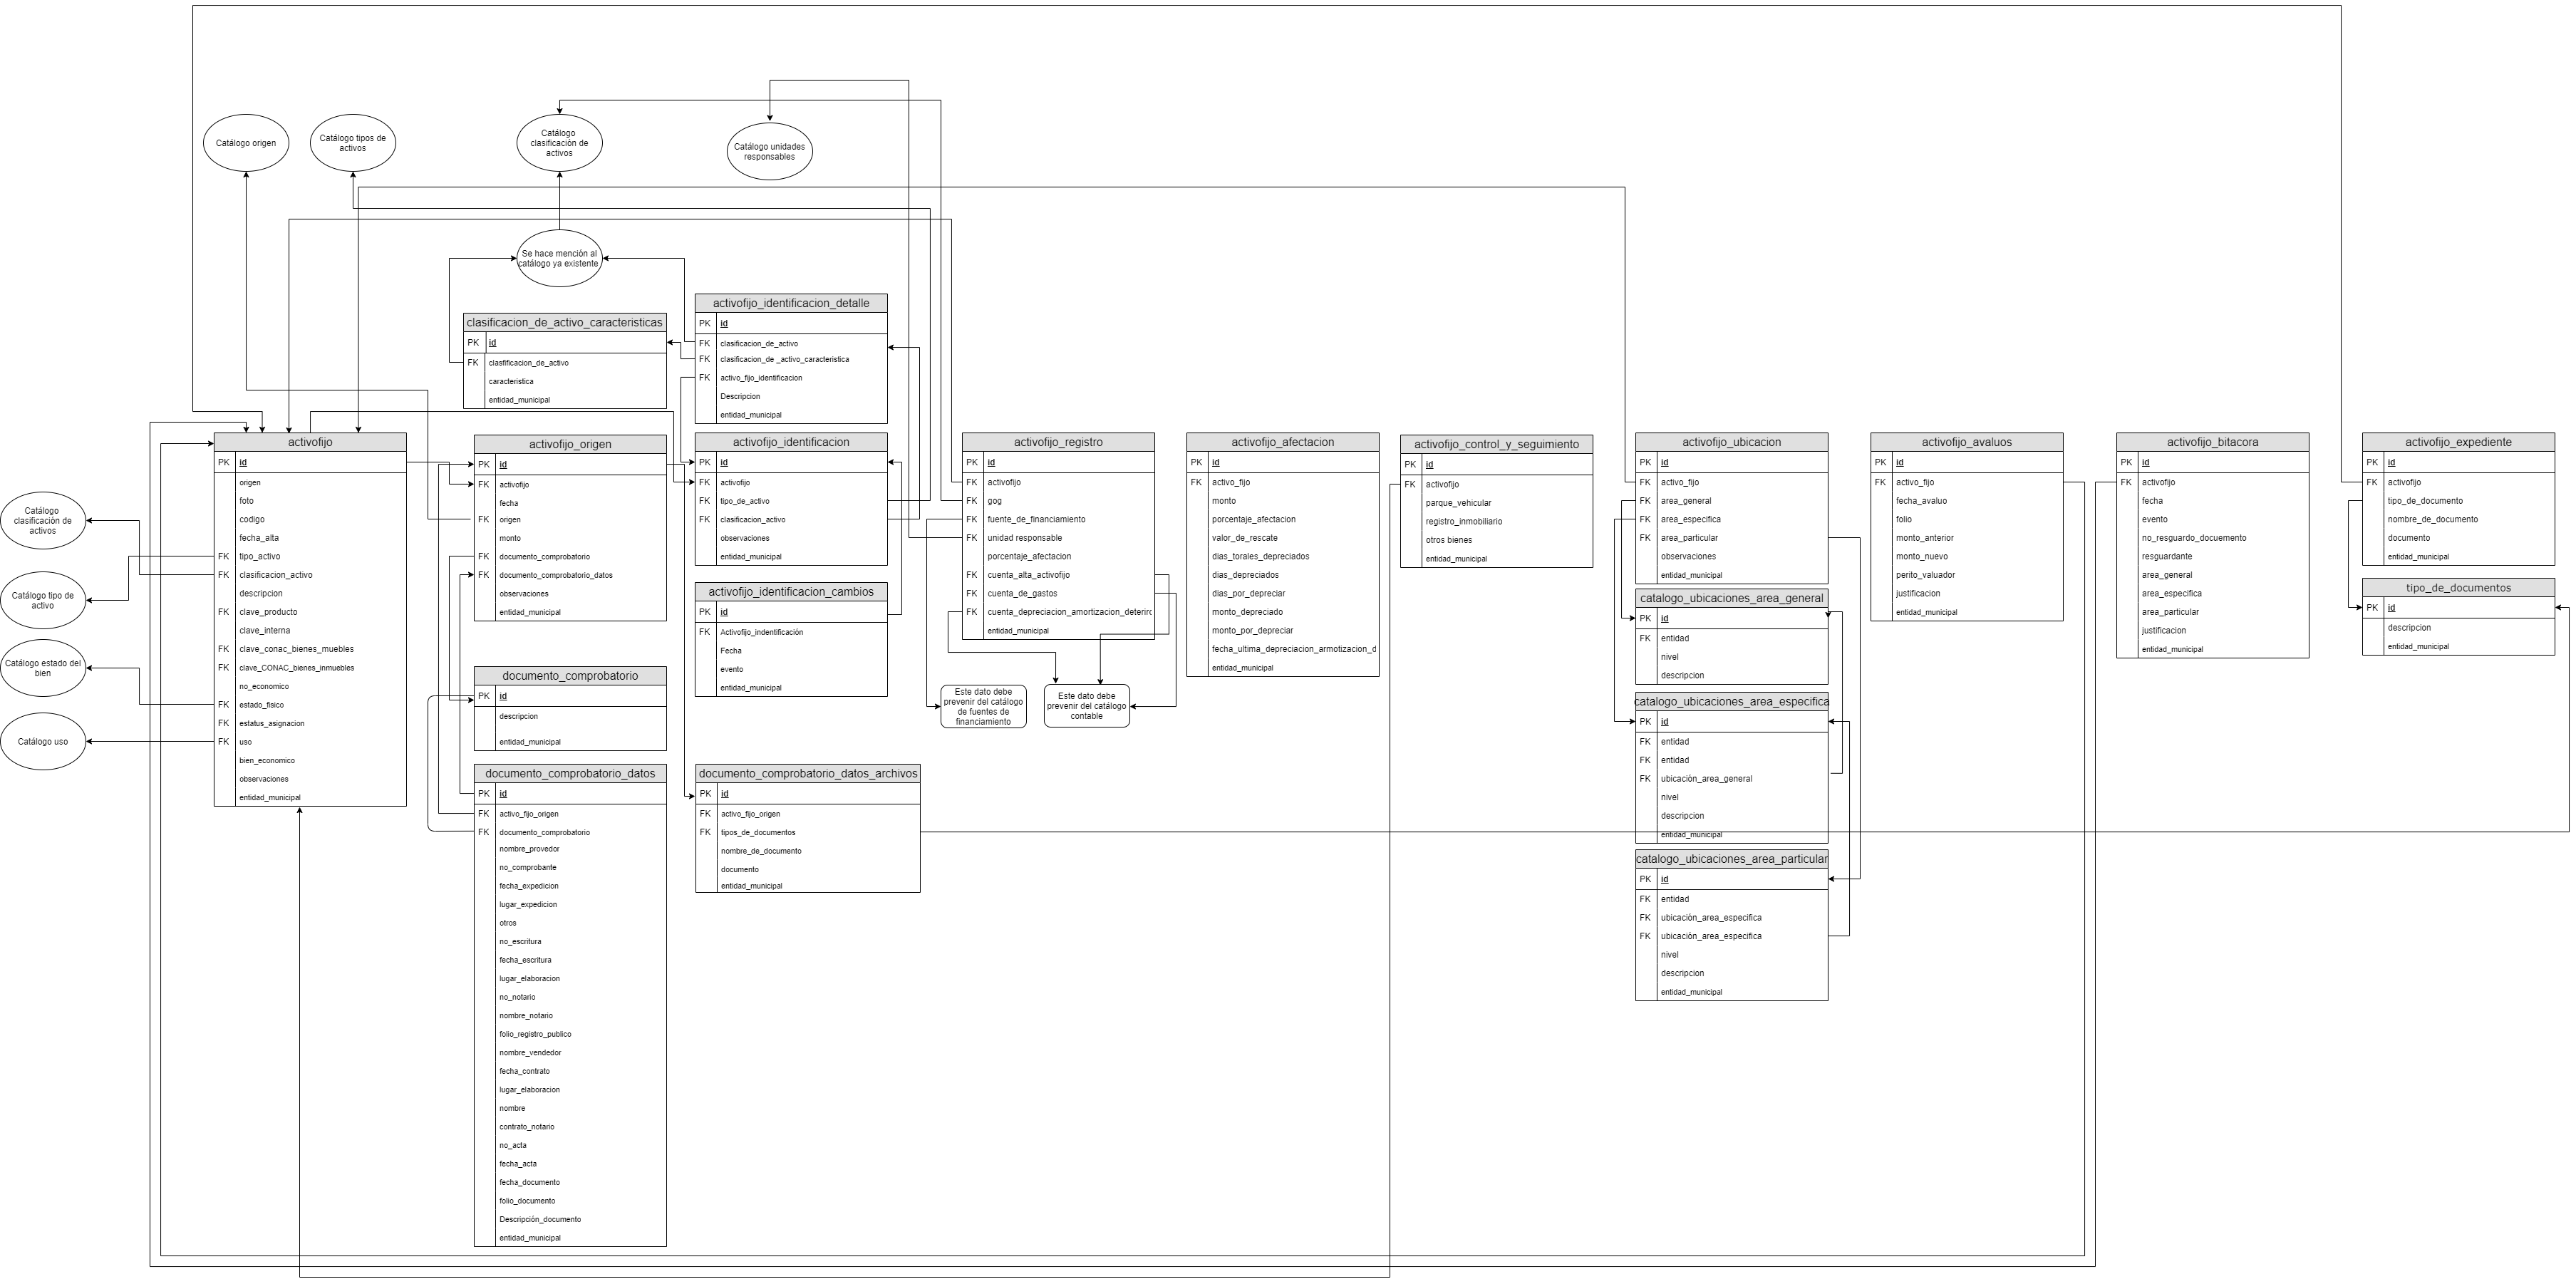 Catálogo origen
Catálogo tipos de
activos
Catálogo
clasificación de
activos
Catálogo unidades
responsables
Se hace mención al
catálogo ya existente
Catálogo
clasificación de
activos
Catálogo tipo de
activo
Catálogo estado del
bien
Catálogo uso
activofijo
PK id
origen
foto
codigo
fecha_alta
FK tipo_activo
FK clasificacion_activo
descripcion
FK clave_producto
clave_interna
FK clave_conac_bienes_muebles
FK clave_CONAC_bienes_inmuebles
no_economico
FK estado_fisico
FK estatus_asignacion
FK uso
bien_economico
observaciones
entidad_municipal
clasificacion_de_activo_caracteristicas
PK id
FK clasfificacion_de_activo
caracteristica
entidad_municipal
activofijo_origen
PK id
FK activofijo
fecha
FK origen
monto
FK documento_comprobatorio
FK documento_comprobatorio_datos
observaciones
entidad_municipal
documento_comprobatorio
PK id
descripcion
entidad_municipal
documento_comprobatorio_datos
PK id
FK activo_fijo_origen
FK documento_comprobatorio
nombre_provedor
no_comprobante
fecha_expedicion
lugar_expedicion
otros
no_escritura
fecha_escritura
lugar_elaboracion
no_notario
nombre_notario
folio_registro_publico
nombre_vendedor
fecha_contrato
lugar_elaboracion
nombre
contrato_notario
no_acta
fecha_acta
fecha_documento
folio_documento
Descripción_documento
entidad_municipal
activofijo_identificacion_detalle
PK id
FK clasificacion_de_activo
FK clasificacion_de _activo_caracteristica
FK activo_fijo_identificacion
Descripcion
entidad_municipal
activofijo_identificacion
PK id
FK activofijo
FK tipo_de_activo
FK clasificacion_activo
observaciones
entidad_municipal
activofijo_identificacion_cambios
PK id
FK Activofijo_indentificación
Fecha
evento
entidad_municipal
documento_comprobatorio_datos_archivos
PK id
FK activo_fijo_origen
FK tipos_de_documentos
nombre_de_documento
documento
entidad_municipal
activofijo_registro
PK id
FK activofijo
FK gog
FK fuente_de_financiamiento
FK unidad responsable
porcentaje_afectacion
FK cuenta_alta_activofijo
FK cuenta_de_gastos
FK cuenta_depreciacion_amortizacion_deterirc
entidad_municipal
Este dato debe
prevenir del catálogo
de fuentes de
financiamiento
Este dato debe
prevenir del catálogo
contable
activofijo_afectacion
PK id
FK activo_fijo
monto
porcentaje_afectacion
valor_de_rescate
dias_torales_depreciados
dias_depreciados
dias_por_depreciar
monto_depreciado
monto_por_depreciar
fecha_ultima_depreciacion_armotizacion_d
entidad_municipal
activofijo_control_y_seguimiento
PK id
FK activofijo
parque_vehicular
registro_inmobiliario
otros bienes
entidad_municipal
activofijo_ubicacion
PK id
FK activo_fijo
FK area_general
FK area_especifica
FK area_particular
observaciones
entidad_municipal
catalogo_ubicaciones_area_general
PK id
FK entidad
nivel
descripcion
catalogo_ubicaciones_area_especifica
PK id
FK entidad
FK entidad
FK ubicación_area_general
nivel
descripcion
entidad_municipal
catalogo_ubicaciones_area_particular
PK id
FK entidad
FK ubicación_area_especifica
FK ubicación_area_especifica
nivel
descripcion
entidad_municipal
activofijo_avaluos
PK id
FK activo_fijo
fecha_avaluo
folio
monto_anterior
monto_nuevo
perito_valuador
justificacion
entidad_municipal
activofijo_bitacora
PK id
FK activofijo
fecha
evento
no_resguardo_docuemento
resguardante
area_general
area_especifica
area_particular
justificacion
entidad_municipal
activofijo_expediente
PK id
FK activofijo
tipo_de_documento
nombre_de_documento
documento
entidad_municipal
tipo_de_documentos
PK id
descripcion
entidad_municipal